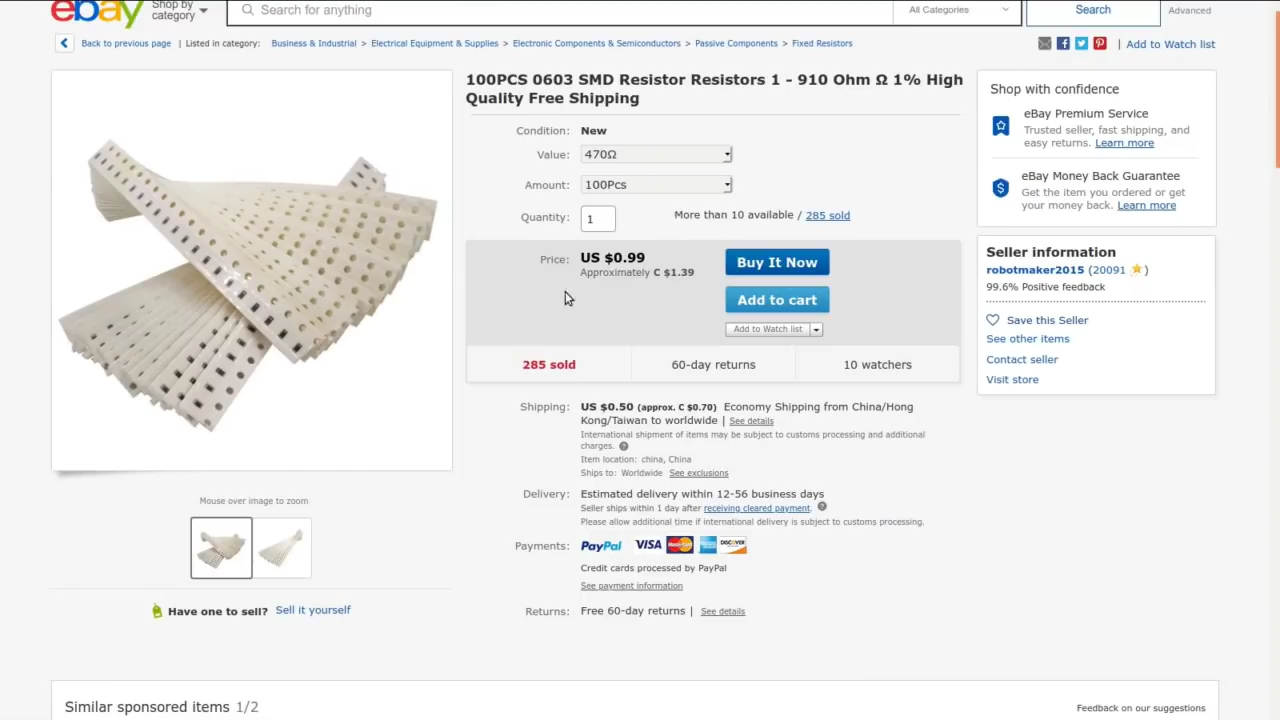 ebay
Shop by
category
Search for anything
All Categories
Search
Advanced
Back to previous page | Listed in category: Business & Industrial > Electrical Equipment & Supplies > Electronic Components & Semiconductors > Passive Components > Fixed Resistors
| Add to Watch list
100PCS 0603 SMD Resistor Resistors 1 - 910 Ohm Ω 1% High
Quality Free Shipping
Condition: New
Value: 470Ω
Amount: 100Pcs
Quantity: 1
More than 10 available / 285 sold
Price: US $0.99
Approximately C $1.39
Buy It Now
Add to cart
Add to Watch list
285 sold
60-day returns
10 watchers
Shipping: US $0.50 (approx. C $0.70) Economy Shipping from China/Hong
Kong/Taiwan to worldwide | See details
International shipment of items may be subject to customs processing and additional
charges. ?
Item location: china, China
Ships to: Worldwide See exclusions
Delivery: Estimated delivery within 12-56 business days
Seller ships within 1 day after receiving cleared payment. ?
Please allow additional time if international delivery is subject to customs processing.
Payments: PayPal VISA MasterCard DISCOVER
Credit cards processed by PayPal
See payment information
Returns: Free 60-day returns | See details
Mouse over image to zoom
Have one to sell? Sell it yourself
Shop with confidence
eBay Premium Service
Trusted seller, fast shipping, and
easy returns. Learn more
eBay Money Back Guarantee
Get the item you ordered or get
your money back. Learn more
Seller information
robotmaker2015 (20091 )
99.6% Positive feedback
Save this Seller
See other items
Contact seller
Visit store
Similar sponsored items 1/2
Feedback on our suggestions